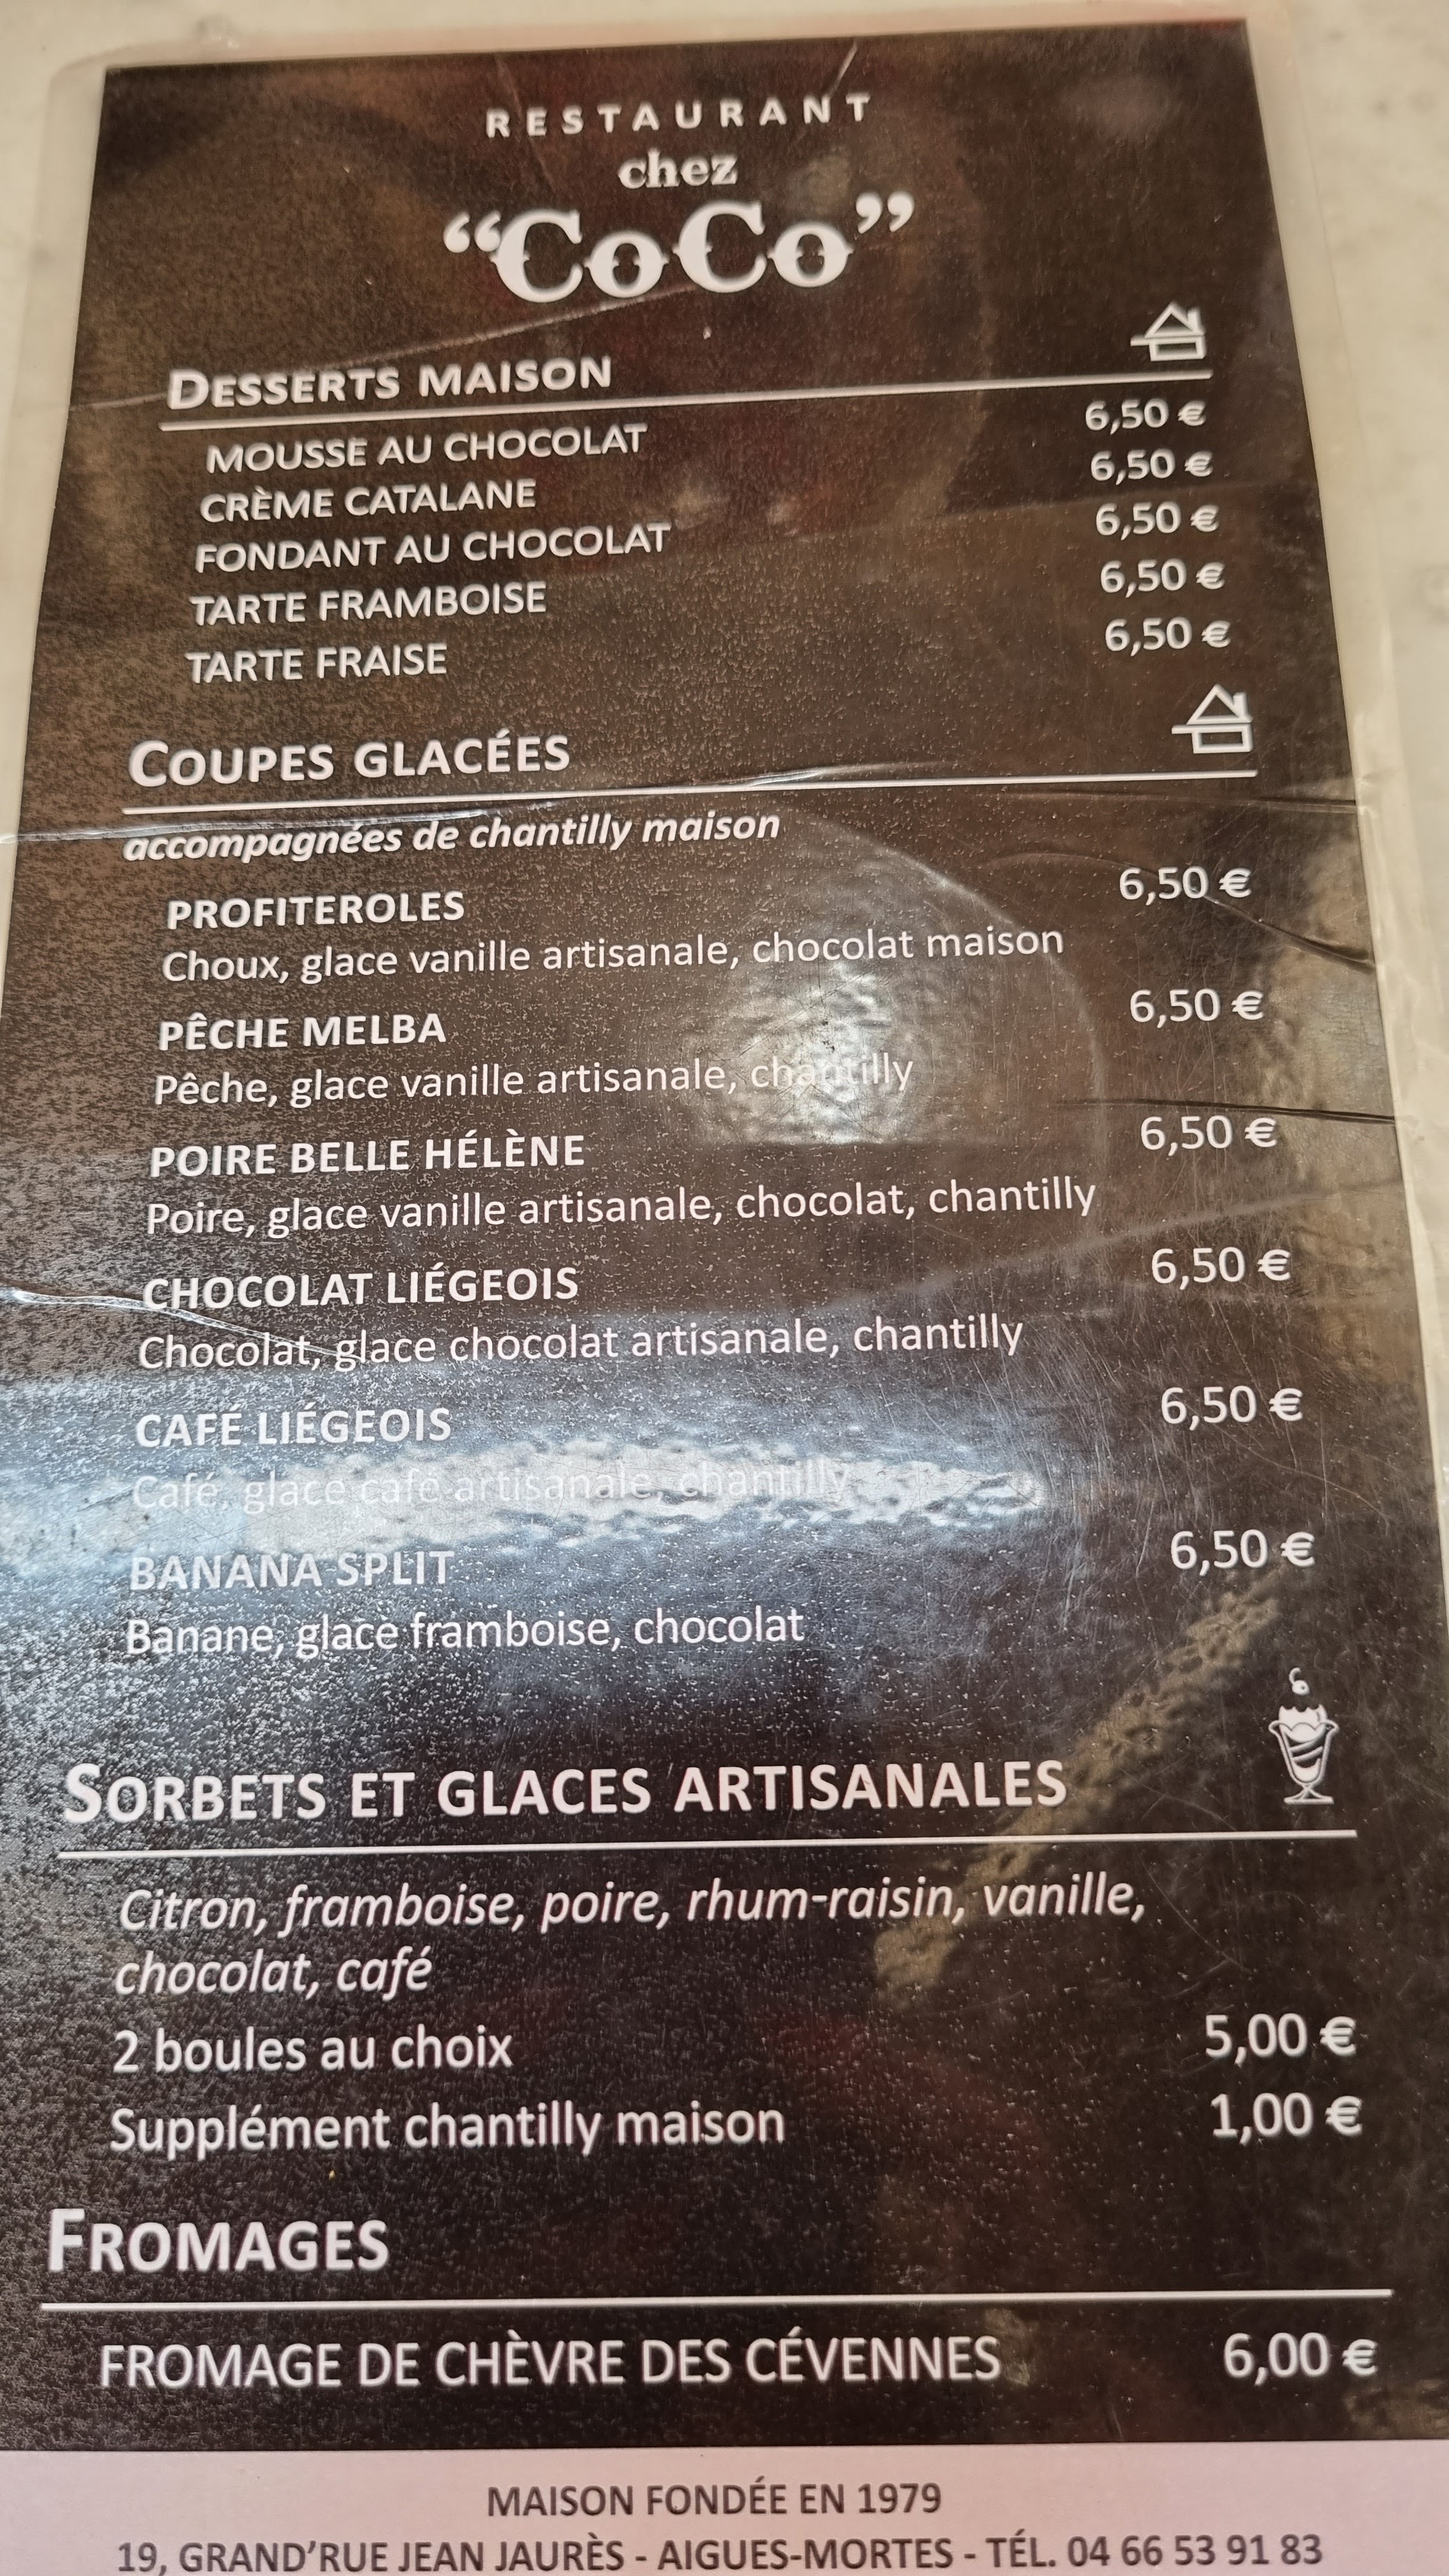 RESTAURANT
chez
“CoCo”
DESSERTS MAISON
MOUSSE AU CHOCOLAT 6,50 €
CRÈME CATALANE 6,50 €
FONDANT AU CHOCOLAT 6,50 €
TARTE FRAMBOISE 6,50 €
TARTE FRAISE 6,50 €
COUPES GLACÉES
accompagnées de chantilly maison
PROFITEROLES 6,50 €
Choux, glace vanille artisanale, chocolat maison
PÊCHE MELBA 6,50 €
Pêche, glace vanille artisanale, chantilly
POIRE BELLE HÉLÈNE 6,50 €
Poire, glace vanille artisanale, chocolat, chantilly
CHOCOLAT LIÉGEOIS 6,50 €
Chocolat, glace chocolat artisanale, chantilly
CAFÉ LIÉGEOIS 6,50 €
Café, glace café artisanale, chantilly
BANANA SPLIT 6,50 €
Banane, glace framboise, chocolat
SORBETS ET GLACES ARTISANALES
Citron, framboise, poire, rhum-raisin, vanille,
chocolat, café
2 boules au choix 5,00 €
Supplément chantilly maison 1,00 €
FROMAGES
FROMAGE DE CHÈVRE DES CÉVENNES 6,00 €
MAISON FONDÉE EN 1979
19, GRAND’RUE JEAN JAURÈS - AIGUES-MORTES - TÉL. 04 66 53 91 83